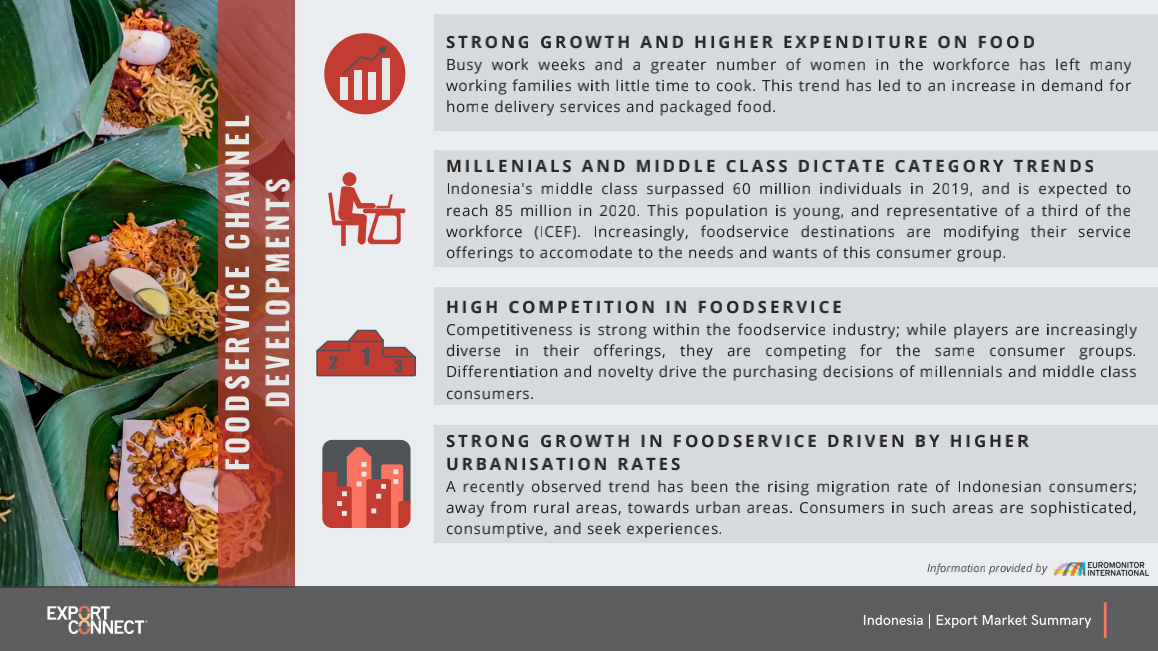 FOODSERVICE CHANNEL
DEVELOPMENTS
STRONG GROWTH AND HIGHER EXPENDITURE ON FOOD
Busy work weeks and a greater number of women in the workforce has left many
working families with little time to cook. This trend has led to an increase in demand for
home delivery services and packaged food.
MILLENIALS AND MIDDLE CLASS DICTATE CATEGORY TRENDS
Indonesia's middle class surpassed 60 million individuals in 2019, and is expected to
reach 85 million in 2020. This population is young, and representative of a third of the
workforce (ICEF). Increasingly, foodservice destinations are modifying their service
offerings to accomodate to the needs and wants of this consumer group.
2 1 3
HIGH COMPETITION IN FOODSERVICE
Competitiveness is strong within the foodservice industry; while players are increasingly
diverse in their offerings, they are competing for the same consumer groups.
Differentiation and novelty drive the purchasing decisions of millennials and middle class
consumers.
STRONG GROWTH IN FOODSERVICE DRIVEN BY HIGHER
URBANISATION RATES
A recently observed trend has been the rising migration rate of Indonesian consumers;
away from rural areas, towards urban areas. Consumers in such areas are sophisticated,
consumptive, and seek experiences.
Information provided by
EUROMONITOR
INTERNATIONAL
EXPORT
CONNECT
Indonesia | Export Market Summary